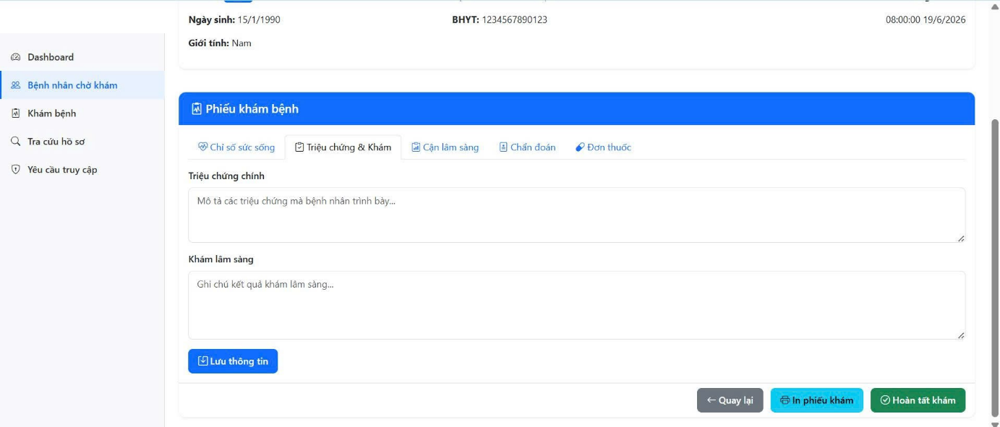 Ngày sinh: 15/1/1990 BHYT: 1234567890123 08:00:00 19/6/2026
Giới tính: Nam
Dashboard
Bệnh nhân chờ khám
Khám bệnh
Tra cứu hồ sơ
Yêu cầu truy cập
Phiếu khám bệnh
Chỉ số sức sống Triệu chứng & Khám Cận lâm sàng Chẩn đoán Đơn thuốc
Triệu chứng chính
Mô tả các triệu chứng mà bệnh nhân trình bày...
Khám lâm sàng
Ghi chú kết quả khám lâm sàng...
Lưu thông tin
Quay lại In phiếu khám Hoàn tất khám